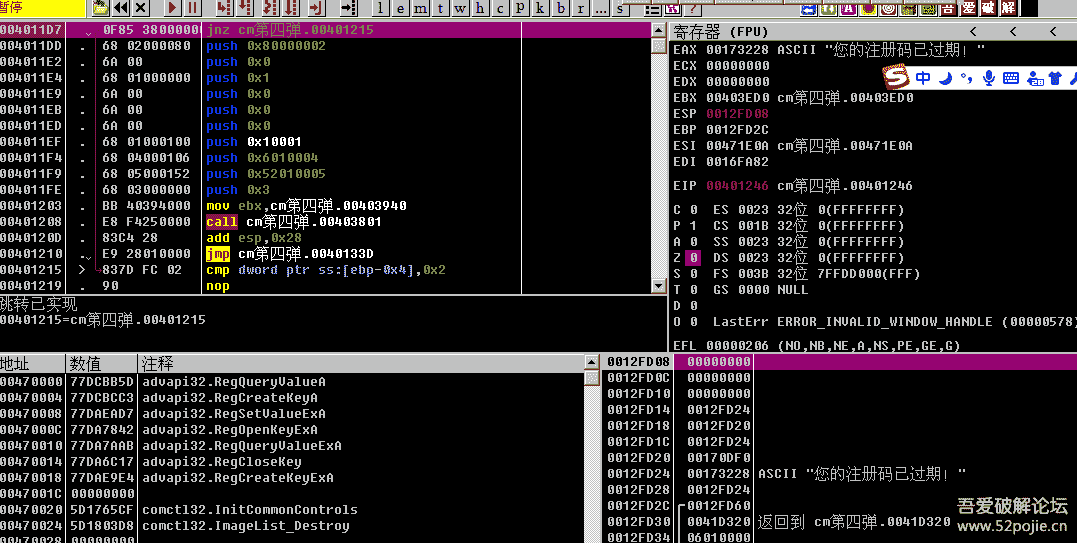 暂停
l e m t w h c p k b r ... s
吾 爱 破 解
004011D7 . 0F85 38000000 jnz cm第四弹.00401215
004011DD . 68 02000080 push 0x80000002
004011E2 . 6A 00 push 0x0
004011E4 . 68 01000000 push 0x1
004011E9 . 6A 00 push 0x0
004011EB . 6A 00 push 0x0
004011ED . 6A 00 push 0x0
004011EF . 68 01000100 push 0x10001
004011F4 . 68 04000106 push 0x6010004
004011F9 . 68 05000152 push 0x52010005
004011FE . 68 03000000 push 0x3
00401203 . BB 40394000 mov ebx,cm第四弹.00403940
00401208 . E8 F4250000 call cm第四弹.00403801
0040120D . 83C4 28 add esp,0x28
00401210 . E9 28010000 jmp cm第四弹.0040133D
00401215 > 837D FC 02 cmp dword ptr ss:[ebp-0x4],0x2
00401219 . 90 nop
跳转已实现
00401215=cm第四弹.00401215
寄存器 (FPU) < < <
EAX 00173228 ASCII "您的注册码已过期！"
ECX 00000000
EDX 00000000
EBX 00403ED0 cm第四弹.00403ED0
ESP 0012FD08
EBP 0012FD2C
ESI 00471E0A cm第四弹.00471E0A
EDI 0016FA82
EIP 00401246 cm第四弹.00401246
C 0 ES 0023 32位 0(FFFFFFFF)
P 1 CS 001B 32位 0(FFFFFFFF)
A 0 SS 0023 32位 0(FFFFFFFF)
Z 0 DS 0023 32位 0(FFFFFFFF)
S 0 FS 003B 32位 7FFDD000(FFF)
T 0 GS 0000 NULL
D 0
O 0 LastErr ERROR_INVALID_WINDOW_HANDLE (00000578)
EFL 00000206 (NO,NB,NE,A,NS,PE,GE,G)
S 中
地址 数值 注释
00470000 77DCBB5D advapi32.RegQueryValueA
00470004 77DCBCC3 advapi32.RegCreateKeyA
00470008 77DAEAD7 advapi32.RegSetValueExA
0047000C 77DA7842 advapi32.RegOpenKeyExA
00470010 77DA7AAB advapi32.RegQueryValueExA
00470014 77DA6C17 advapi32.RegCloseKey
00470018 77DAE9E4 advapi32.RegCreateKeyExA
0047001C 00000000
00470020 5D1765CF comctl32.InitCommonControls
00470024 5D1803D8 comctl32.ImageList_Destroy
00470028 00000000
0012FD08 00000000
0012FD0C 00000000
0012FD10 00000000
0012FD14 0012FD24
0012FD18 0012FD20
0012FD1C 0012FD24
0012FD20 00170DF0
0012FD24 00173228 ASCII "您的注册码已过期！"
0012FD28 0012FD24
0012FD2C 0012FD60
0012FD30 0041D320 返回到 cm第四弹.0041D320
0012FD34 06010000
吾爱破解论坛
www.52pojie.cn